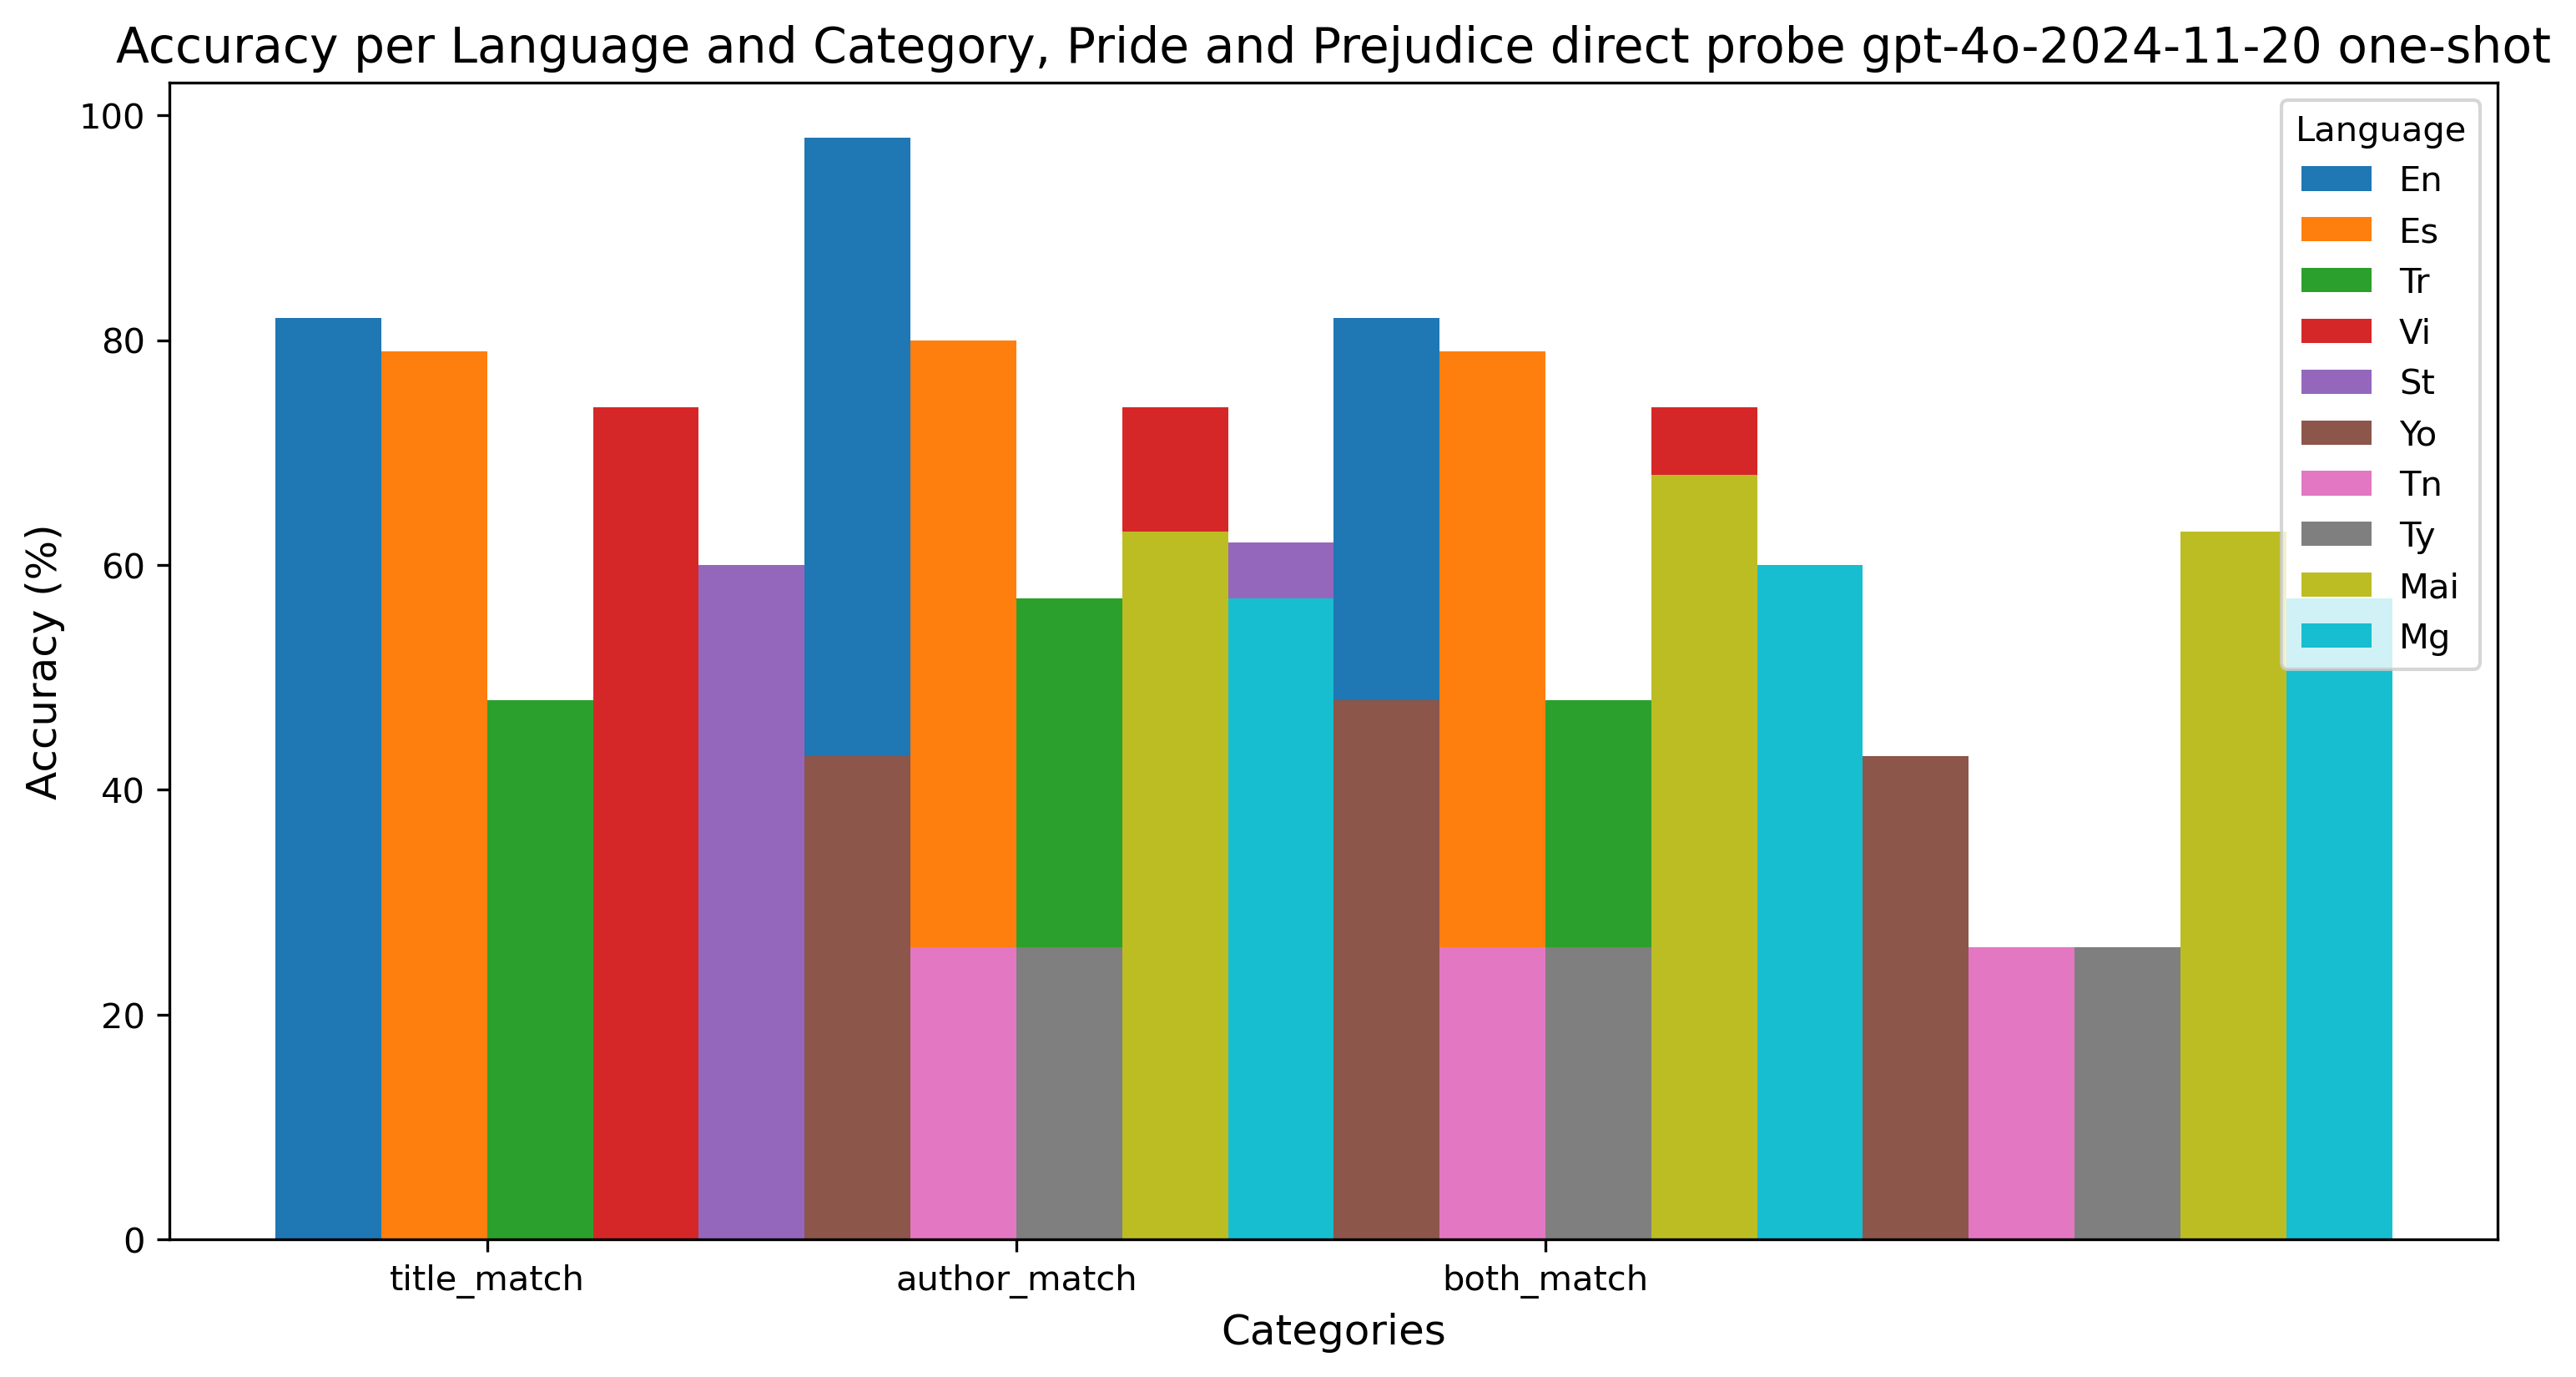 Accuracy per Language and Category, Pride and Prejudice direct probe gpt-4o-2024-11-20 one-shot
Accuracy (%)
100
80
60
40
20
0
title_match
author_match
both_match
Categories
Language
En
Es
Tr
Vi
St
Yo
Tn
Ty
Mai
Mg